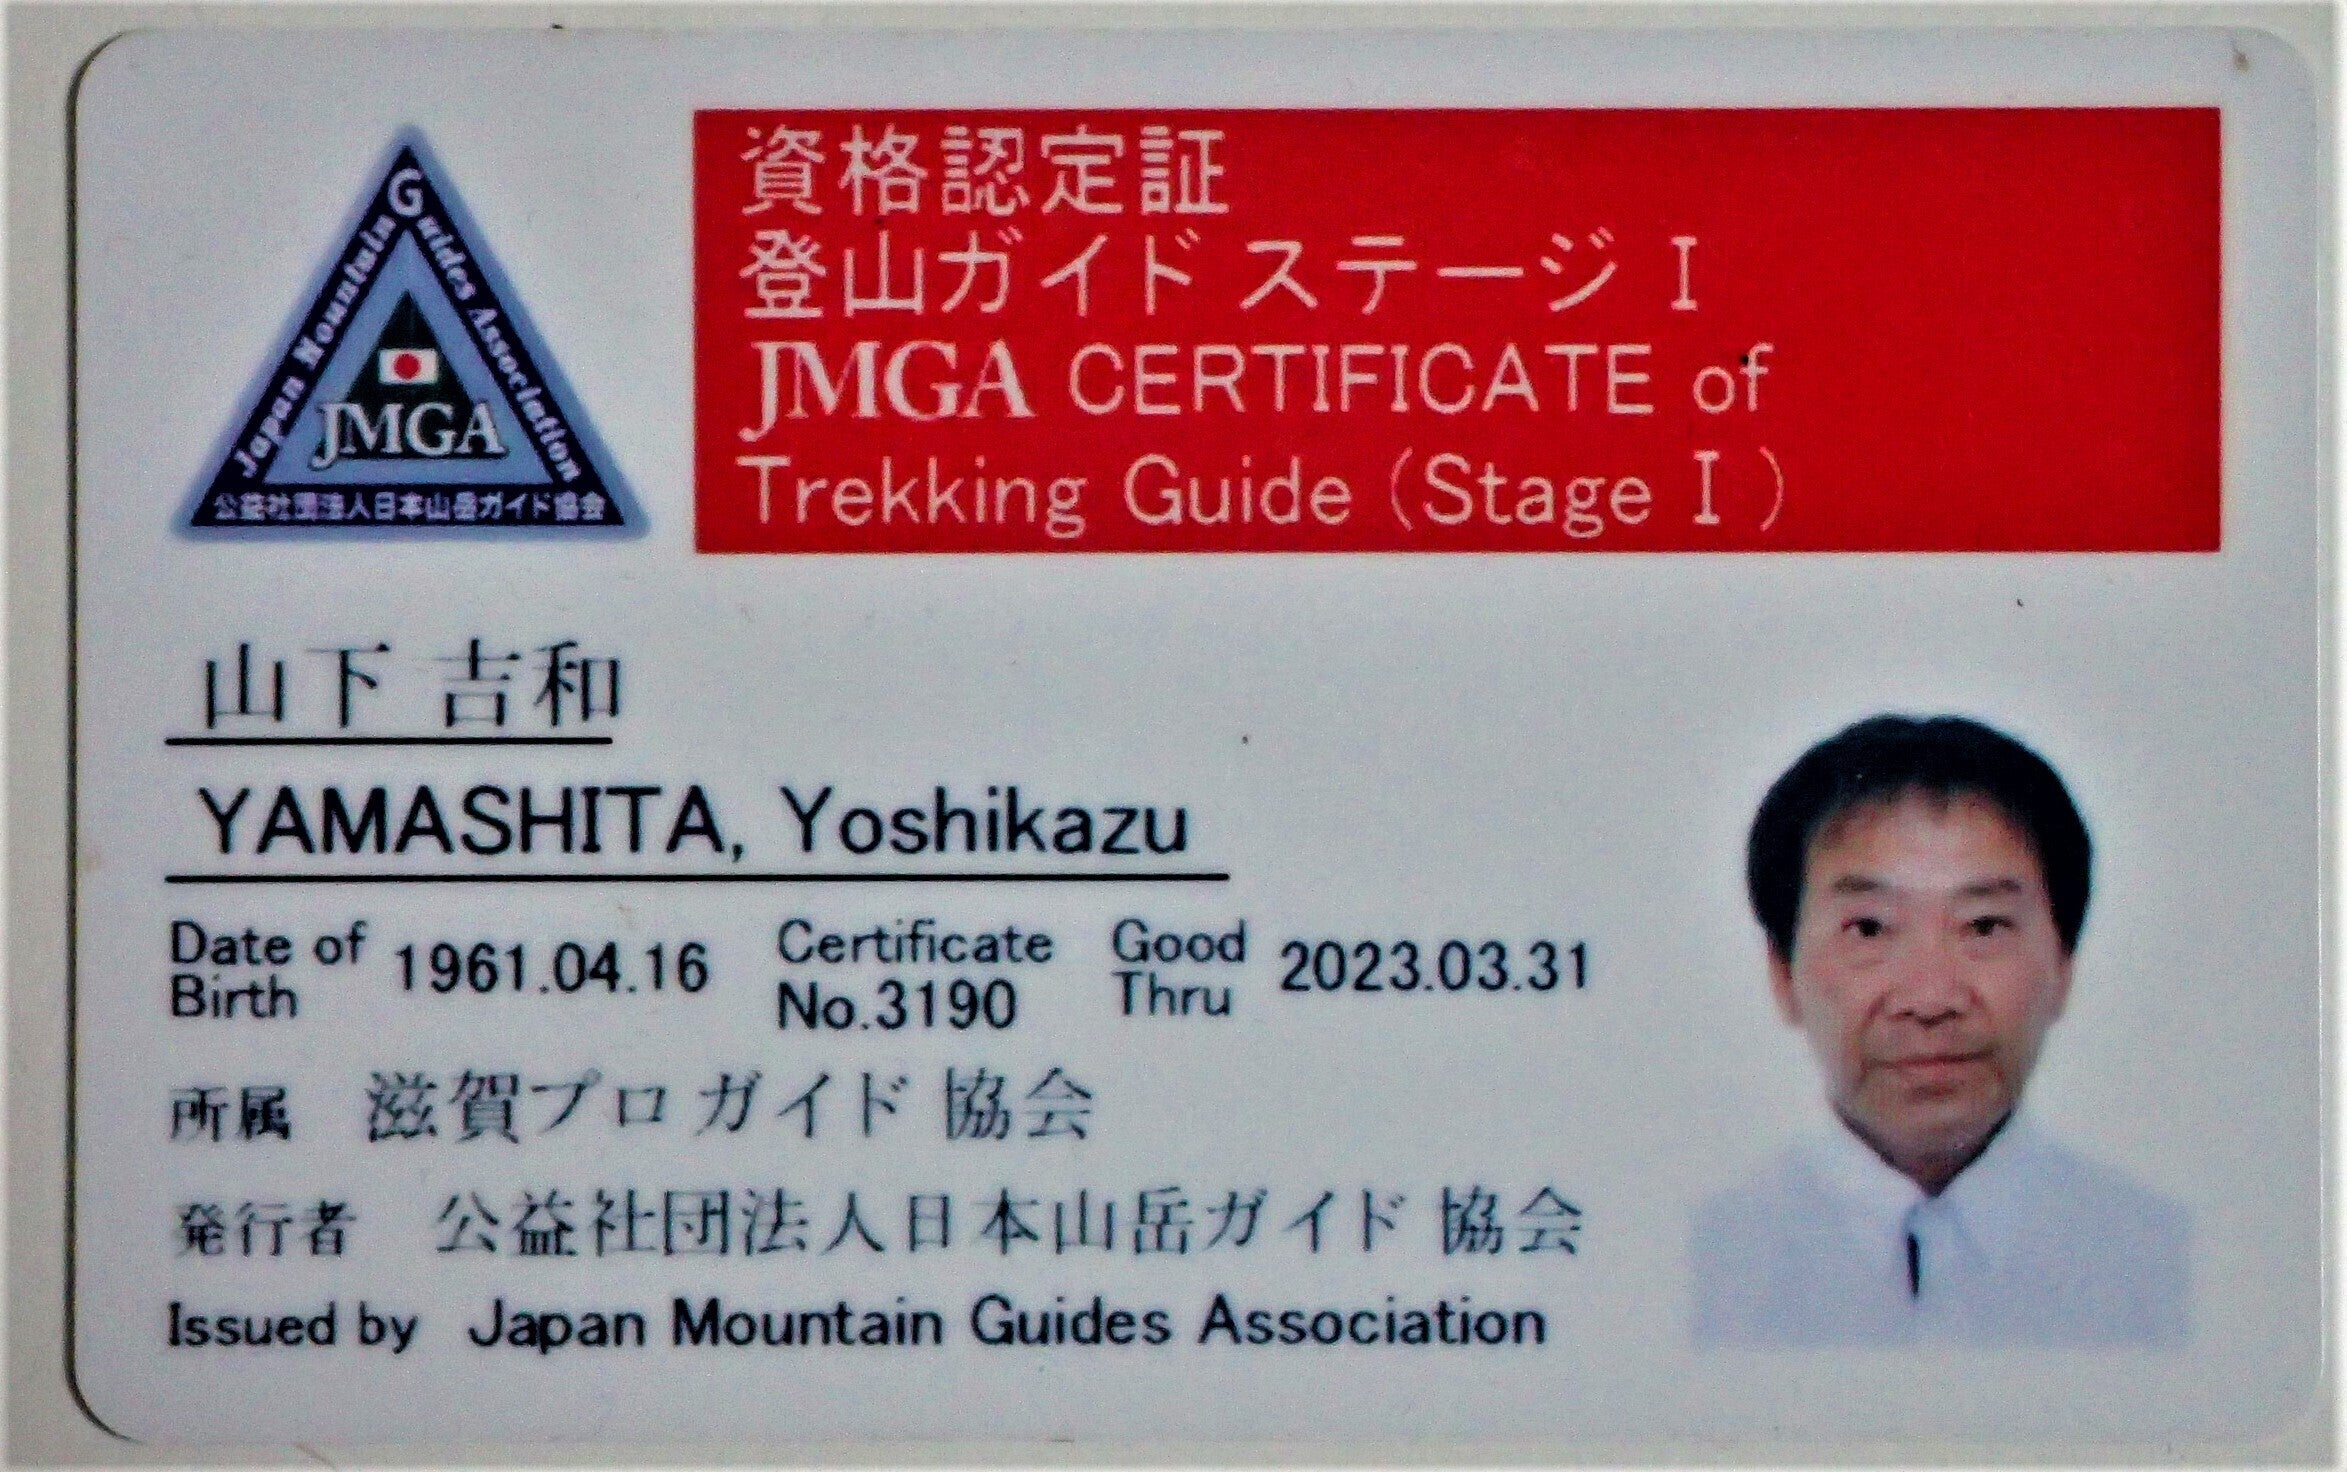 Japan Mountain Guides Association
JMGA
公益社団法人日本山岳ガイド協会
資格認定証
登山ガイド ステージ I
JMGA CERTIFICATE of
Trekking Guide (Stage I)
山下 吉和
YAMASHITA, Yoshikazu
Date of Birth 1961.04.16 Certificate No.3190 Good Thru 2023.03.31
所属 滋賀プロガイド協会
発行者 公益社団法人日本山岳ガイド協会
Issued by Japan Mountain Guides Association